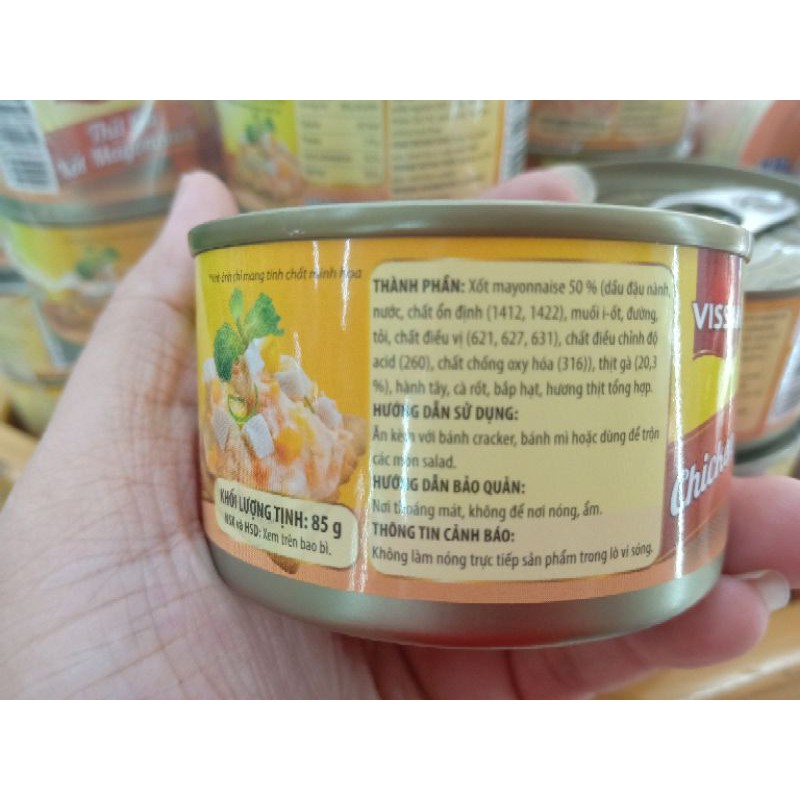 Thái
Xốt Mayonnaise
*Hình ảnh chỉ mang tính chất minh họa
THÀNH PHẦN: Xốt mayonnaise 50 % (dầu đậu nành,
nước, chất ổn định (1412, 1422), muối i-ốt, đường,
tỏi, chất điều vị (621, 627, 631), chất điều chỉnh độ
acid (260), chất chống oxy hóa (316)), thịt gà (20,3
%), hành tây, cà rốt, bắp hạt, hương thịt tổng hợp.
HƯỚNG DẪN SỬ DỤNG:
Ăn kèm với bánh cracker, bánh mì hoặc dùng để trộn
các món salad.
HƯỚNG DẪN BẢO QUẢN:
Nơi thoáng mát, không để nơi nóng, ẩm.
THÔNG TIN CẢNH BÁO:
Không làm nóng trực tiếp sản phẩm trong lò vi sóng.
KHỐI LƯỢNG TỊNH: 85 g
NSX và HSD: Xem trên bao bì.
VISSAN
Chicken